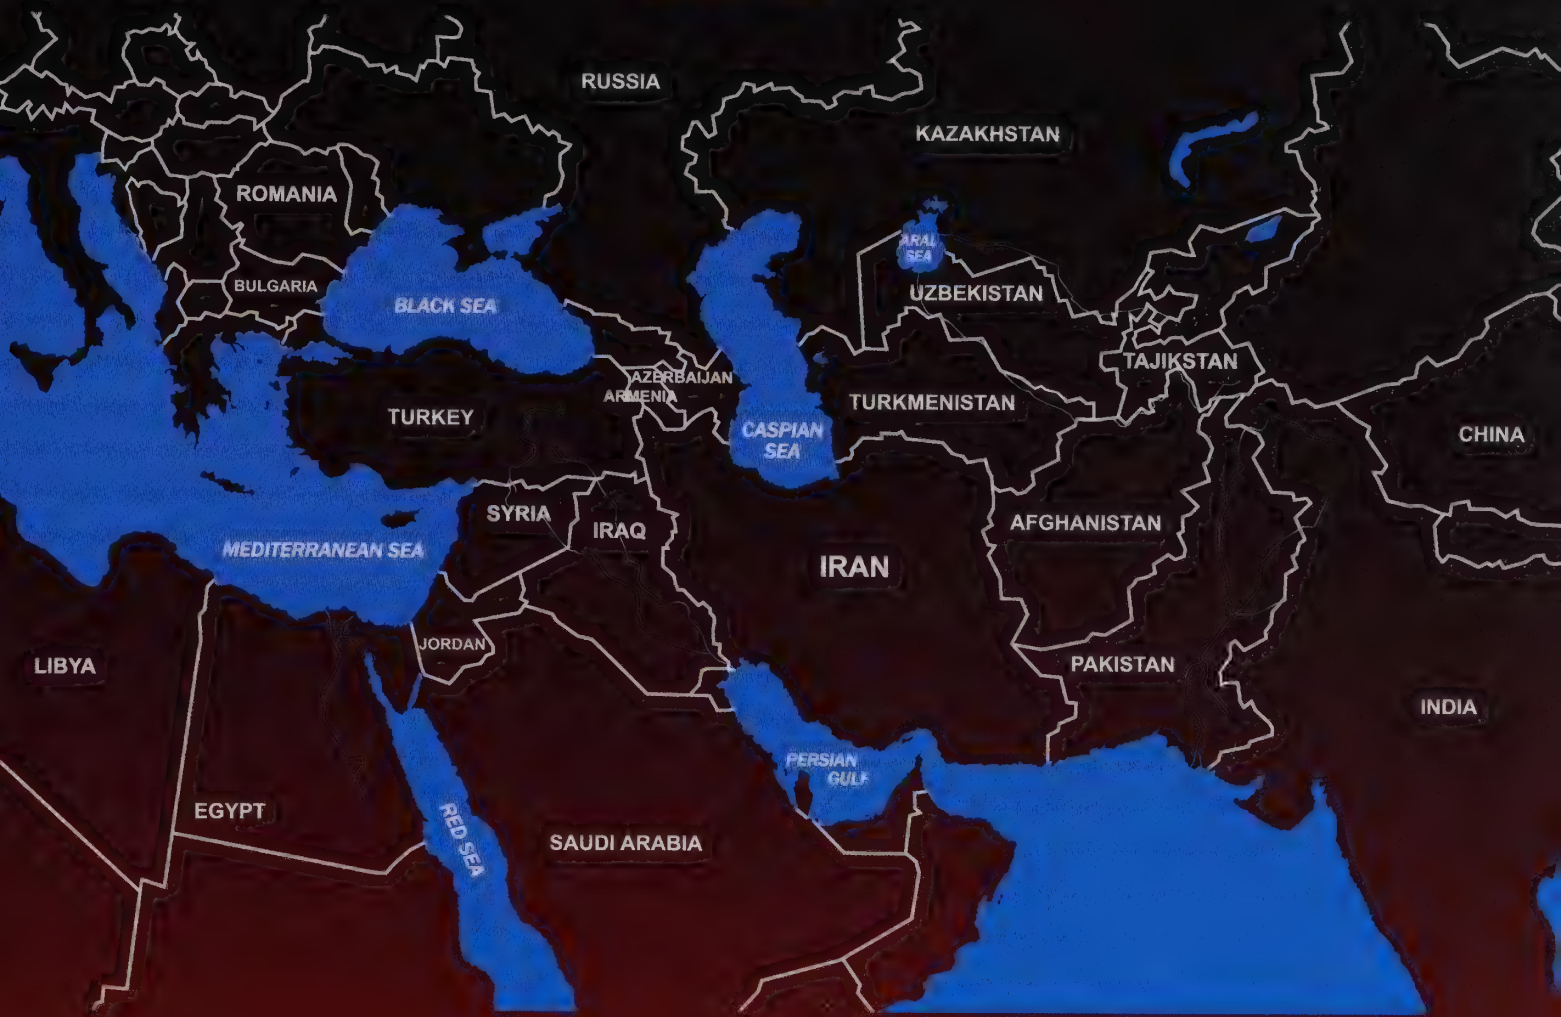 RUSSIA
KAZAKHSTAN
ROMANIA
ARAL
SEA
BULGARIA
UZBEKISTAN
BLACK SEA
TAJIKSTAN
AZERBAIJAN
ARMENIA
TURKMENISTAN
TURKEY
CASPIAN
SEA
CHINA
SYRIA
AFGHANISTAN
IRAQ
MEDITERRANEAN SEA
IRAN
JORDAN
LIBYA
PAKISTAN
INDIA
PERSIAN
GULF
EGYPT
RED SEA
SAUDI ARABIA